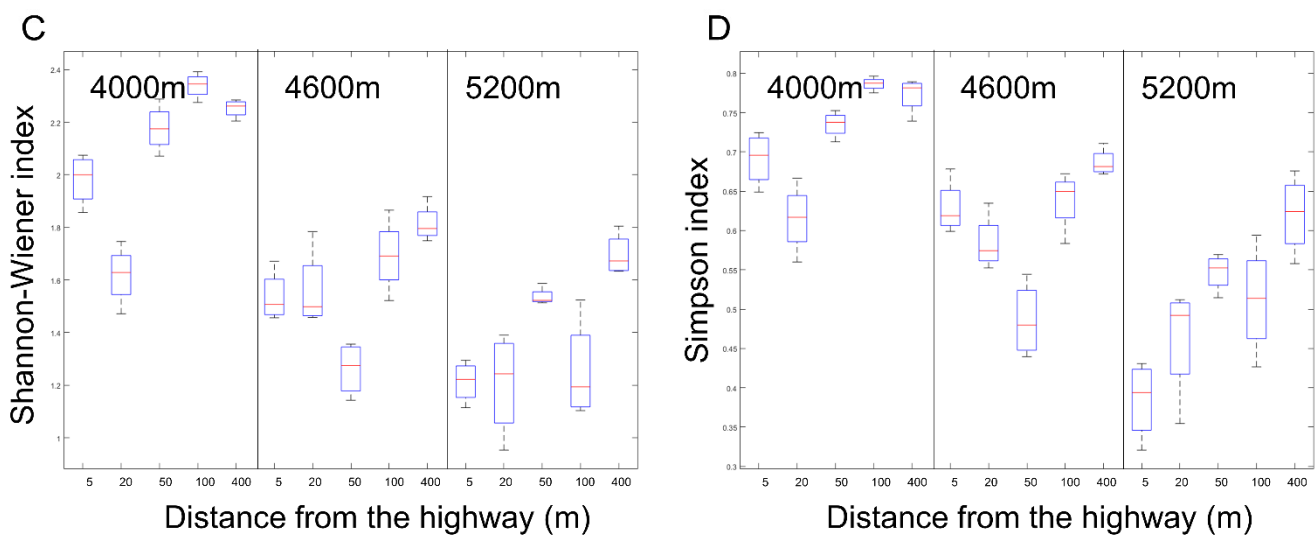 C
Shannon-Wiener index
2.4
2.2
2
1.8
1.6
1.4
1.2
1
4000m
4600m
5200m
5 20 50 100 400 5 20 50 100 400 5 20 50 100 400
Distance from the highway (m)
D
Simpson index
0.8
0.75
0.7
0.65
0.6
0.55
0.5
0.45
0.4
0.35
0.3
4000m
4600m
5200m
5 20 50 100 400 5 20 50 100 400 5 20 50 100 400
Distance from the highway (m)